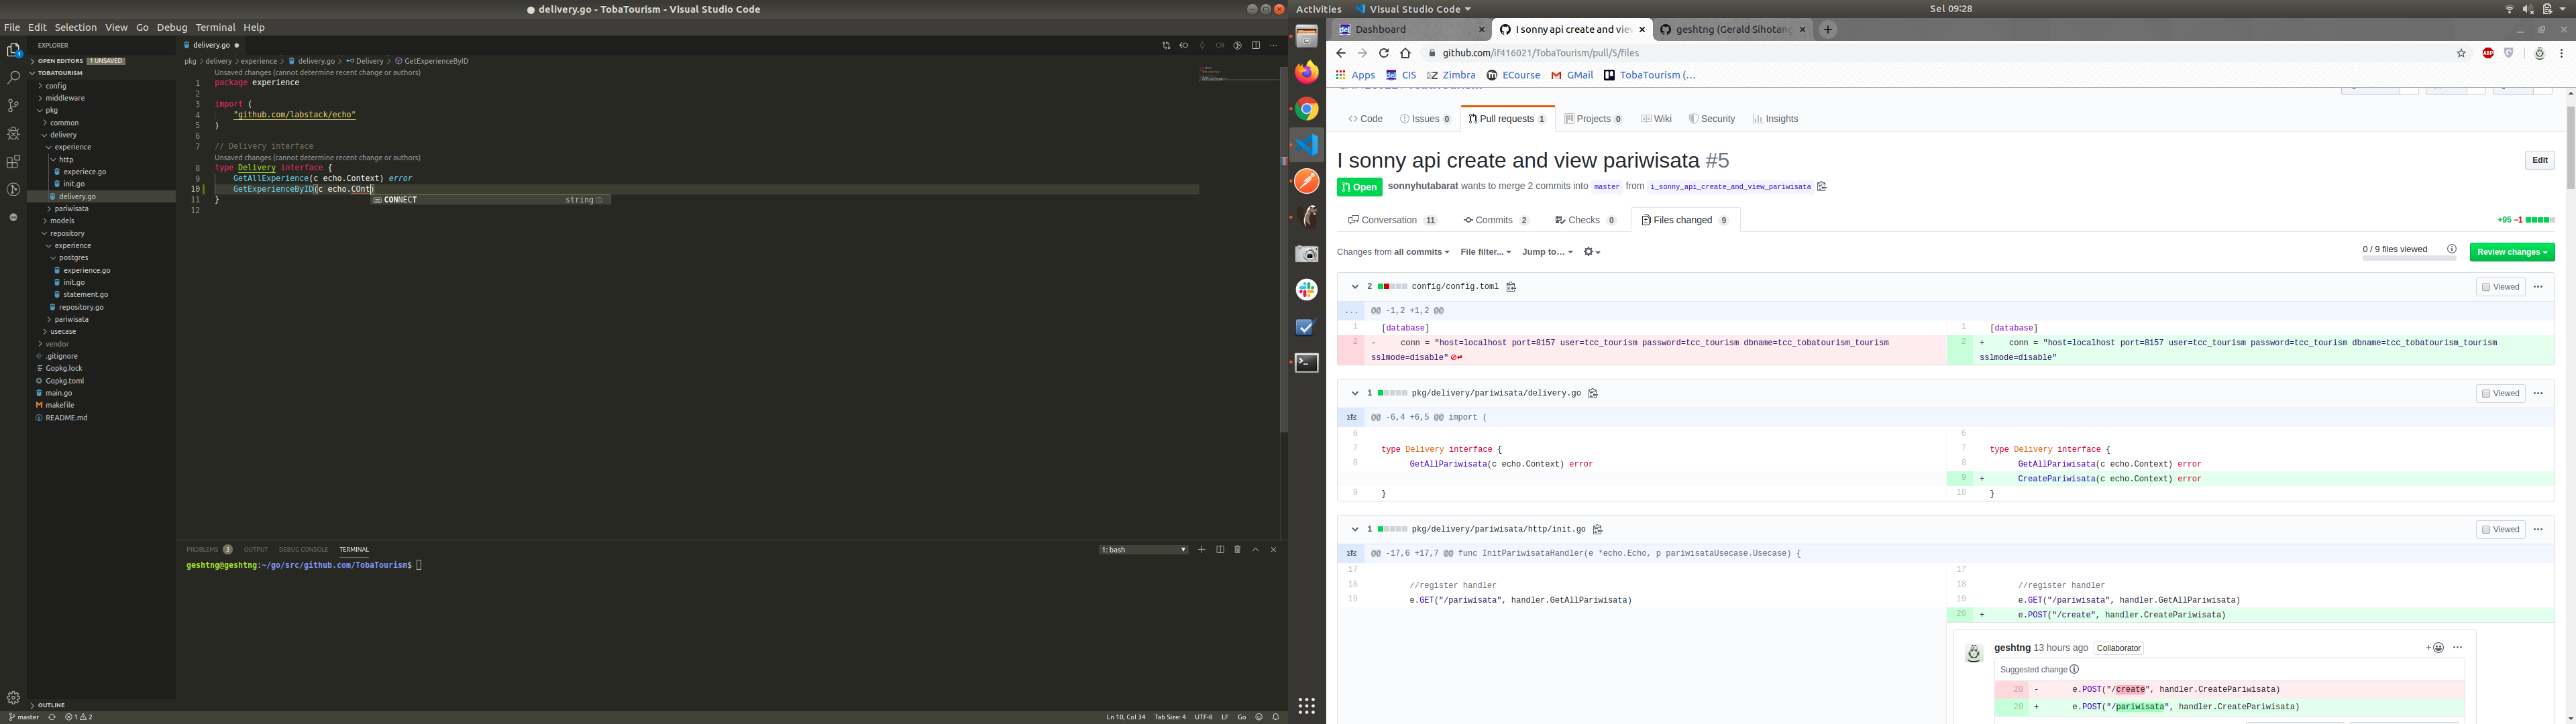 ● delivery.go - TobaTourism - Visual Studio Code
File Edit Selection View Go Debug Terminal Help
EXPLORER
OPEN EDITORS 1 UNSAVED
TOBATOURISM
config
middleware
pkg
common
delivery
experience
http
experiece.go
init.go
delivery.go
pariwisata
models
repository
experience
postgres
experience.go
init.go
statement.go
repository.go
pariwisata
usecase
vendor
.gitignore
Gopkg.lock
Gopkg.toml
main.go
makefile
README.md
OUTLINE
delivery.go ●
pkg > delivery > experience > delivery.go > Delivery > GetExperienceByID
Unsaved changes (cannot determine recent change or authors)
1 package experience
2
3 import (
4 "github.com/labstack/echo"
5 )
6
7 // Delivery interface
Unsaved changes (cannot determine recent change or authors)
8 type Delivery interface {
9 GetAllExperience(c echo.Context) error
10 GetExperienceByID(c echo.COnt)
CONNECT string
11 }
12
PROBLEMS 3 OUTPUT DEBUG CONSOLE TERMINAL
1: bash
geshtng@geshtng:~/go/src/github.com/TobaTourism$
master 1 2
Ln 10, Col 34 Tab Size: 4 UTF-8 LF Go
Activities Visual Studio Code
Sel 09:28
Dashboard
I sonny api create and vie
geshtng (Gerald Sihotang
github.com/if416021/TobaTourism/pull/5/files
Apps CIS Zimbra ECourse GMail TobaTourism (…
Code Issues 0 Pull requests 1 Projects 0 Wiki Security Insights
I sonny api create and view pariwisata #5
Edit
Open sonnyhutabarat wants to merge 2 commits into master from i_sonny_api_create_and_view_pariwisata
Conversation 11 Commits 2 Checks 0 Files changed 9
+95 −1
Changes from all commits File filter... Jump to…
0 / 9 files viewed
Review changes
2 config/config.toml
Viewed
... @@ -1,2 +1,2 @@
1 [database]
2 - conn = "host=localhost port=8157 user=tcc_tourism password=tcc_tourism dbname=tcc_tobatourism_tourism
sslmode=disable"
1 [database]
2 + conn = "host=localhost port=8157 user=tcc_tourism password=tcc_tourism dbname=tcc_tobatourism_tourism
sslmode=disable"
1 pkg/delivery/pariwisata/delivery.go
Viewed
@@ -6,4 +6,5 @@ import (
6
7 type Delivery interface {
8 GetAllPariwisata(c echo.Context) error
9 }
6
7 type Delivery interface {
8 GetAllPariwisata(c echo.Context) error
9 + CreatePariwisata(c echo.Context) error
10 }
1 pkg/delivery/pariwisata/http/init.go
Viewed
@@ -17,6 +17,7 @@ func InitPariwisataHandler(e *echo.Echo, p pariwisataUsecase.Usecase) {
17
18 //register handler
19 e.GET("/pariwisata", handler.GetAllPariwisata)
17
18 //register handler
19 e.GET("/pariwisata", handler.GetAllPariwisata)
20 + e.POST("/create", handler.CreatePariwisata)
geshtng 13 hours ago Collaborator
Suggested change
20 - e.POST("/create", handler.CreatePariwisata)
20 + e.POST("/pariwisata", handler.CreatePariwisata)